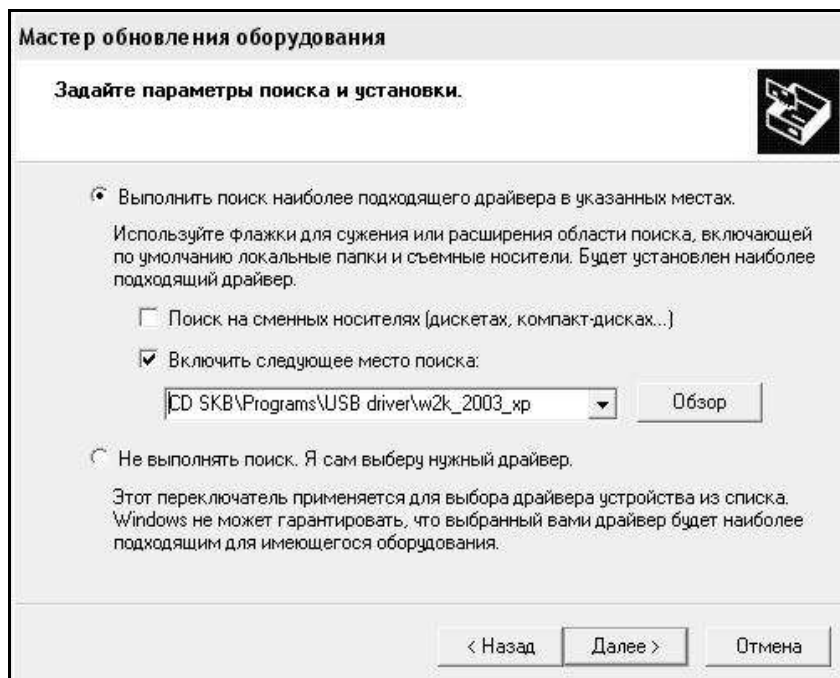 Мастер обновления оборудования
Задайте параметры поиска и установки.
Выполнить поиск наиболее подходящего драйвера в указанных местах.
Используйте флажки для сужения или расширения области поиска, включающей
по умолчанию локальные папки и съемные носители. Будет установлен наиболее
подходящий драйвер.
Поиск на сменных носителях (дискетах, компакт-дисках...)
Включить следующее место поиска:
CD SKB\Programs\USB driver\w2k_2003_xp
Обзор
Не выполнять поиск. Я сам выберу нужный драйвер.
Этот переключатель применяется для выбора драйвера устройства из списка.
Windows не может гарантировать, что выбранный вами драйвер будет наиболее
подходящим для имеющегося оборудования.
< Назад Далее > Отмена